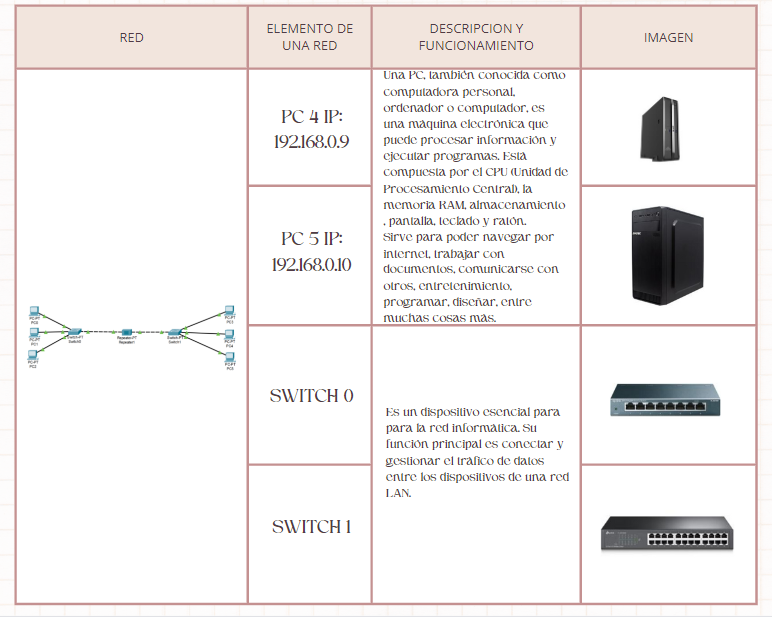 RED
ELEMENTO DE
UNA RED
DESCRIPCION Y
FUNCIONAMIENTO
IMAGEN
PC 4 IP:
192.168.0.9
Una PC, también conocida como
computadora personal,
ordenador o computador, es
una máquina electrónica que
puede procesar información y
ejecutar programas. Está
compuesta por el CPU (Unidad de
Procesamiento Central), la
memoria RAM, almacenamiento
, pantalla, teclado y ratón.
Sirve para poder navegar por
internet, trabajar con
documentos, comunicarse con
otros, entretenimiento,
programar, diseñar, entre
muchas cosas más.
PC 5 IP:
192.168.0.10
PC-PT
PC0
PC-PT
PC1
PC-PT
PC2
Switch-PT
Switch0
Repeater-PT
Repeater1
Switch-PT
Switch1
PC-PT
PC3
PC-PT
PC4
PC-PT
PC5
SWITCH 0
Es un dispositivo esencial para
para la red informática. Su
función principal es conectar y
gestionar el tráfico de datos
entre los dispositivos de una red
LAN.
SWITCH 1